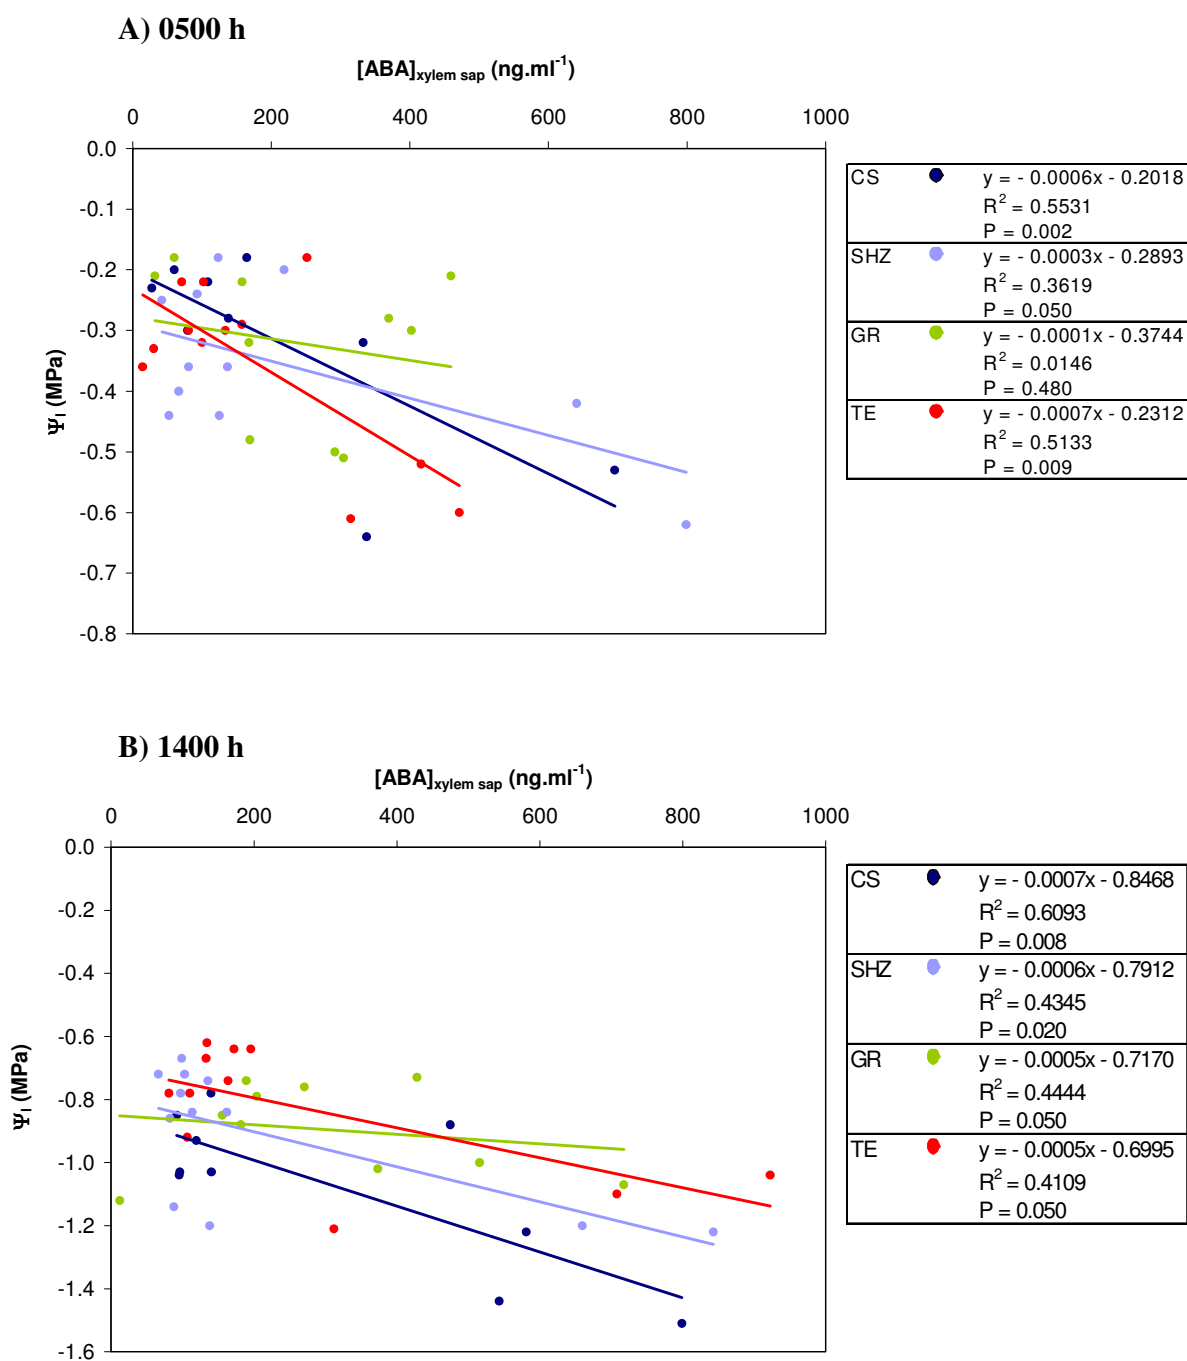 A) 0500 h
[ABA]xylem sap (ng.ml-1)
0 200 400 600 800 1000
0.0
-0.1
-0.2
-0.3
-0.4
-0.5
-0.6
-0.7
-0.8
Ψl (MPa)
CS y = - 0.0006x - 0.2018
R2 = 0.5531
P = 0.002
SHZ y = - 0.0003x - 0.2893
R2 = 0.3619
P = 0.050
GR y = - 0.0001x - 0.3744
R2 = 0.0146
P = 0.480
TE y = - 0.0007x - 0.2312
R2 = 0.5133
P = 0.009
B) 1400 h
[ABA]xylem sap (ng.ml-1)
0 200 400 600 800 1000
0.0
-0.2
-0.4
-0.6
-0.8
-1.0
-1.2
-1.4
-1.6
Ψl (MPa)
CS y = - 0.0007x - 0.8468
R2 = 0.6093
P = 0.008
SHZ y = - 0.0006x - 0.7912
R2 = 0.4345
P = 0.020
GR y = - 0.0005x - 0.7170
R2 = 0.4444
P = 0.050
TE y = - 0.0005x - 0.6995
R2 = 0.4109
P = 0.050